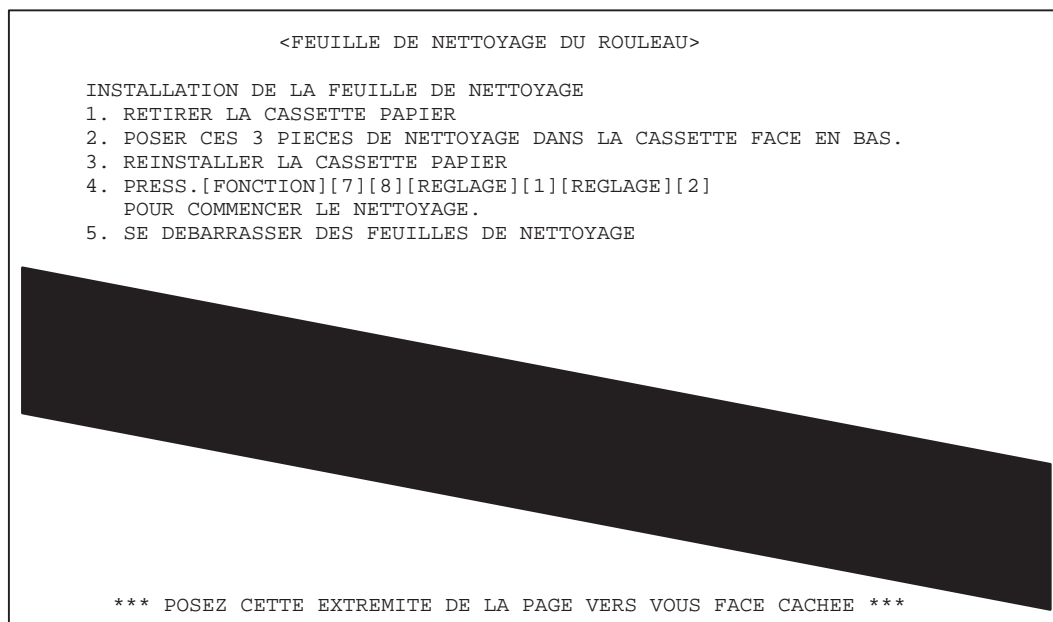 <FEUILLE DE NETTOYAGE DU ROULEAU>
INSTALLATION DE LA FEUILLE DE NETTOYAGE
1. RETIRER LA CASSETTE PAPIER
2. POSER CES 3 PIECES DE NETTOYAGE DANS LA CASSETTE FACE EN BAS.
3. REINSTALLER LA CASSETTE PAPIER
4. PRESS.[FONCTION][7][8][REGLAGE][1][REGLAGE][2]
POUR COMMENCER LE NETTOYAGE.
5. SE DEBARRASSER DES FEUILLES DE NETTOYAGE
*** POSEZ CETTE EXTREMITE DE LA PAGE VERS VOUS FACE CACHEE ***